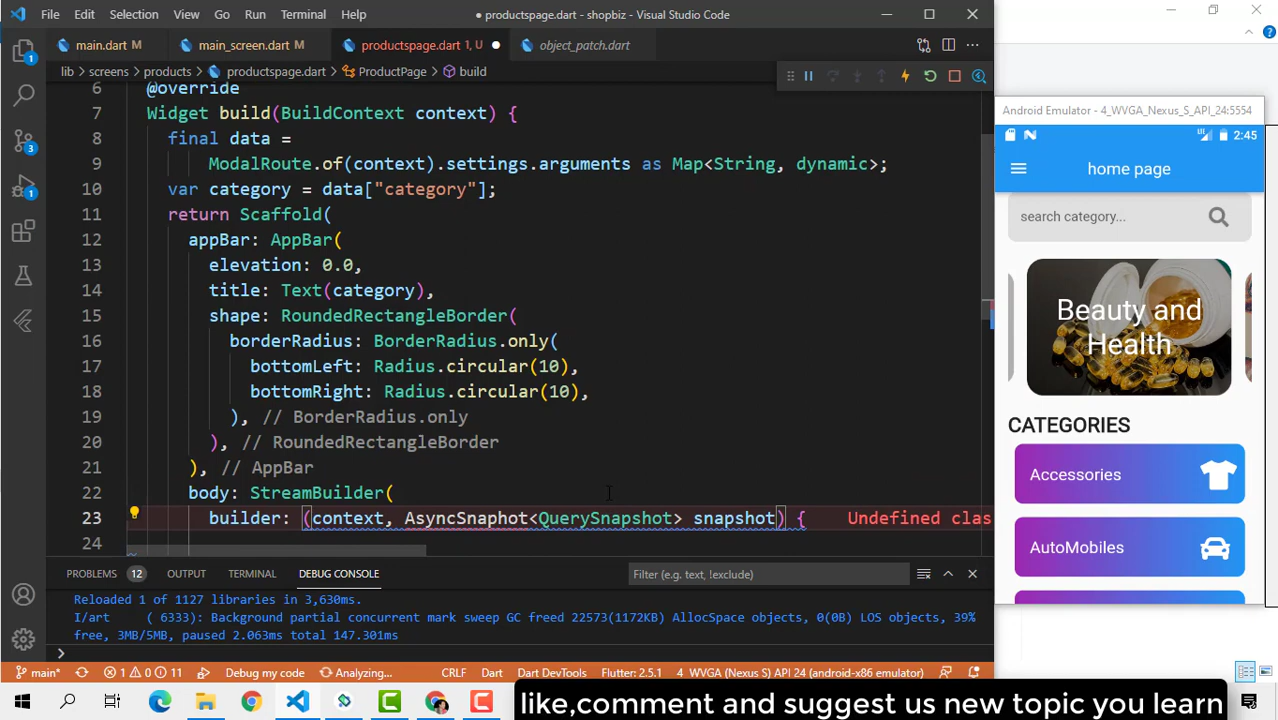 File Edit Selection View Go Run Terminal Help ● productspage.dart - shopbiz - Visual Studio Code
main.dart M main_screen.dart M productspage.dart 1, U ● object_patch.dart
lib > screens > products > productspage.dart > ProductPage > build
6 @override
7 Widget build(BuildContext context) {
8 final data =
9 ModalRoute.of(context).settings.arguments as Map<String, dynamic>;
10 var category = data["category"];
11 return Scaffold(
12 appBar: AppBar(
13 elevation: 0.0,
14 title: Text(category),
15 shape: RoundedRectangleBorder(
16 borderRadius: BorderRadius.only(
17 bottomLeft: Radius.circular(10),
18 bottomRight: Radius.circular(10),
19 ), // BorderRadius.only
20 ), // RoundedRectangleBorder
21 ), // AppBar
22 body: StreamBuilder(
23 builder: (context, AsyncSnaphot<QuerySnapshot> snapshot) { Undefined clas
24
PROBLEMS 12 OUTPUT TERMINAL DEBUG CONSOLE Filter (e.g. text, !exclude)
Reloaded 1 of 1127 libraries in 3,630ms.
I/art ( 6333): Background partial concurrent mark sweep GC freed 22573(1172KB) AllocSpace objects, 0(0B) LOS objects, 39%
free, 3MB/5MB, paused 2.063ms total 147.301ms
main* 1 0 11 Debug my code Analyzing... CRLF Dart Dart DevTools Flutter: 2.5.1 4_WVGA (Nexus S) API 24 (android-x86 emulator)
1
3
1
Android Emulator - 4_WVGA_Nexus_S_API_24:5554
2:45
home page
search category...
Beauty and
Health
CATEGORIES
Accessories
AutoMobiles
like,comment and suggest us new topic you learn